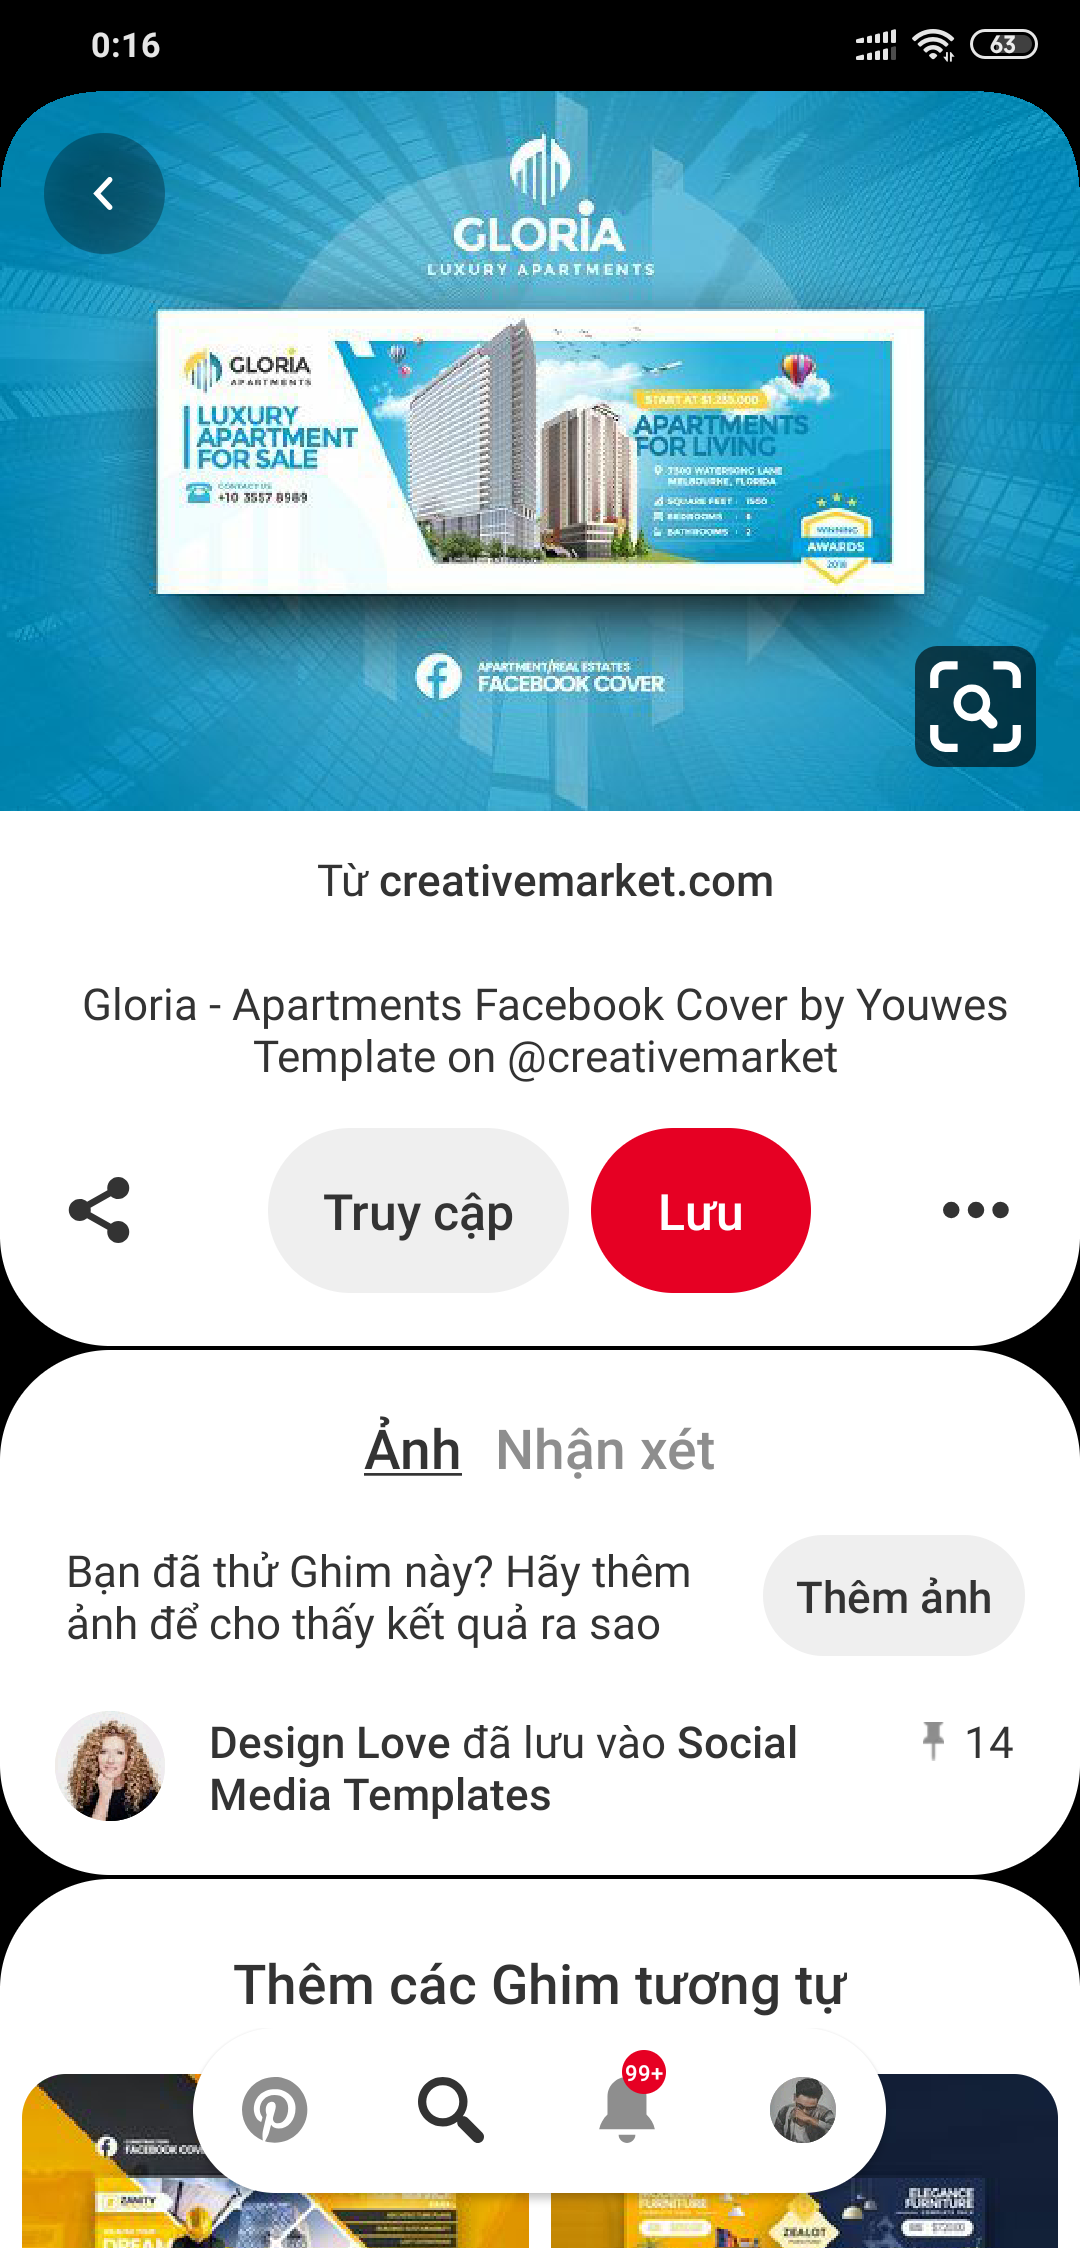 0:16
63
GLORIA
LUXURY APARTMENTS
GLORIA
APARTMENTS
LUXURY
APARTMENT
FOR SALE
CONTACT US
+10 3557 8989
START AT $1.235.000
APARTMENTS
FOR LIVING
7300 WATERSONG LANE
MELBOURNE, FLORIDA
SQUARE FEET : 1500
BEDROOMS
BATHROOMS : 2
WINNING
AWARDS
2018
APARTMENT/REAL ESTATES
FACEBOOK COVER
Từ creativemarket.com
Gloria - Apartments Facebook Cover by Youwes
Template on @creativemarket
Truy cập
Lưu
Ảnh
Nhận xét
Bạn đã thử Ghim này? Hãy thêm
ảnh để cho thấy kết quả ra sao
Thêm ảnh
Design Love đã lưu vào Social
Media Templates
14
Thêm các Ghim tương tự
99+
FACEBOOK COV
ZANITY
DREAM
FURNITURE
ZEALOT
ELEGANCE
FURNITURE